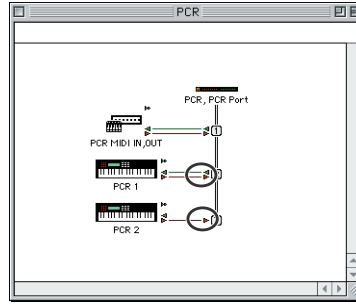 PCR
PCR, PCR Port
1
PCR MIDI IN,OUT
PCR 1
PCR 2